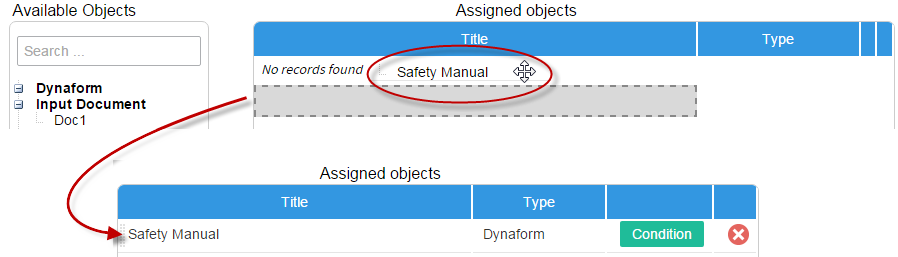 Available Objects
Assigned objects
Search ...
Title Type
No records found Safety Manual
Dynaform
Input Document
Doc1
Assigned objects
Title Type
Safety Manual Dynaform Condition